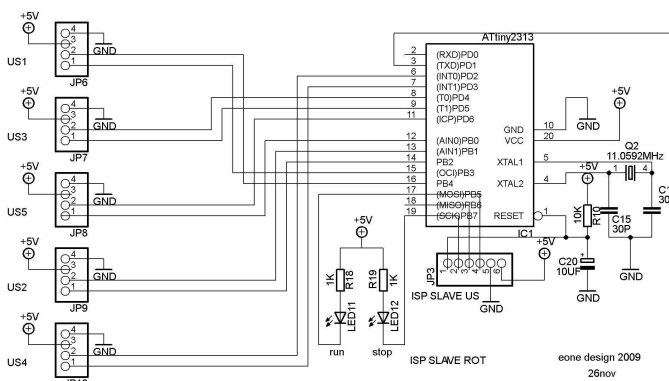 +5V
US1
4
3
2
1
GND
JP6
+5V
US3
4
3
2
1
GND
JP7
+5V
US5
4
3
2
1
GND
JP8
+5V
US2
4
3
2
1
GND
JP9
+5V
US4
4
3
2
1
GND
ATtiny2313
2 (RXD)PD0
3 (TXD)PD1
6 (INT0)PD2
7 (INT1)PD3
8 (T0)PD4
9 (T1)PD5
11 (ICP)PD6
12 (AIN0)PB0
13 (AIN1)PB1
14 PB2
15 (OCI)PB3
16 PB4
17 (MOSI)PB5
18 (MISO)PB6
19 (SCK)PB7
GND 10
VCC 20
XTAL1 5
XTAL2 4
RESET 1
IC1
GND
+5V
Q2
11.0592MHz
1 4
+5V
10K
R10
C15
30P
GND
C20
10UF
GND
+5V
JP3
1 2 3 4 5 6
GND
ISP SLAVE US
+5V
1K
R18
1K
R19
LED11
LED12
run
stop
ISP SLAVE ROT
eone design 2009
26nov